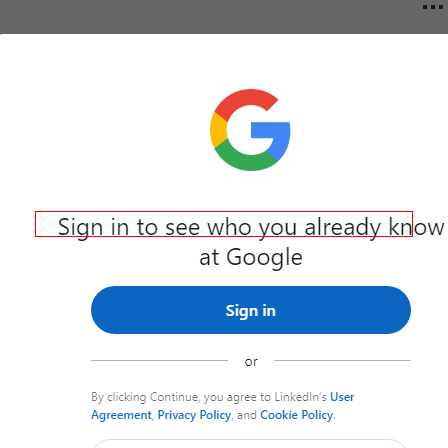 Sign in to see who you already know
at Google
Sign in
or
By clicking Continue, you agree to LinkedIn's User
Agreement, Privacy Policy, and Cookie Policy.